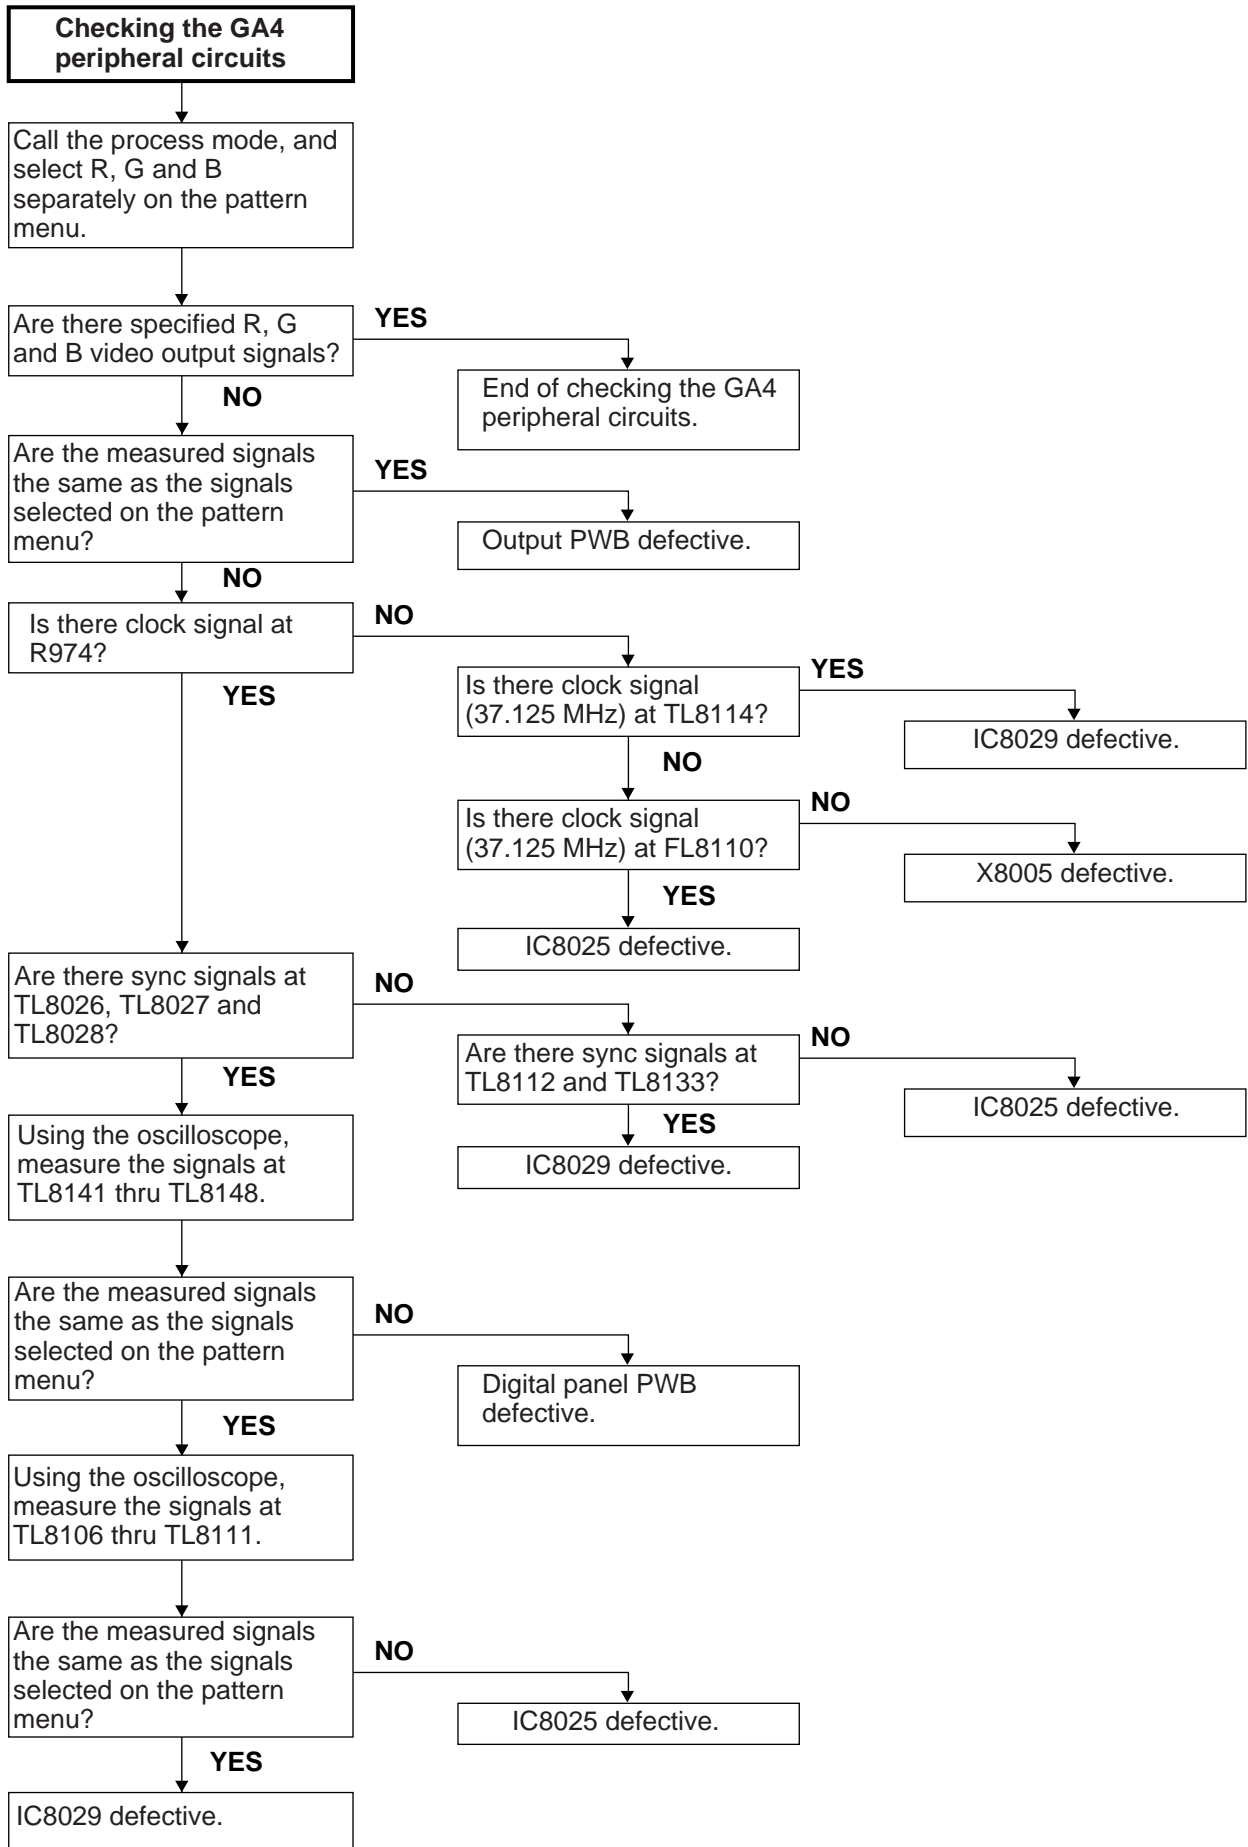 Checking the GA4
peripheral circuits
Call the process mode, and
select R, G and B
separately on the pattern
menu.
Are there specified R, G
and B video output signals?
YES
End of checking the GA4
peripheral circuits.
NO
Are the measured signals
the same as the signals
selected on the pattern
menu?
YES
Output PWB defective.
NO
Is there clock signal at
R974?
NO
Is there clock signal
(37.125 MHz) at TL8114?
YES
IC8029 defective.
NO
Is there clock signal
(37.125 MHz) at FL8110?
NO
X8005 defective.
YES
IC8025 defective.
YES
Are there sync signals at
TL8026, TL8027 and
TL8028?
NO
Are there sync signals at
TL8112 and TL8133?
NO
IC8025 defective.
YES
IC8029 defective.
YES
Using the oscilloscope,
measure the signals at
TL8141 thru TL8148.
Are the measured signals
the same as the signals
selected on the pattern
menu?
NO
Digital panel PWB
defective.
YES
Using the oscilloscope,
measure the signals at
TL8106 thru TL8111.
Are the measured signals
the same as the signals
selected on the pattern
menu?
NO
IC8025 defective.
YES
IC8029 defective.